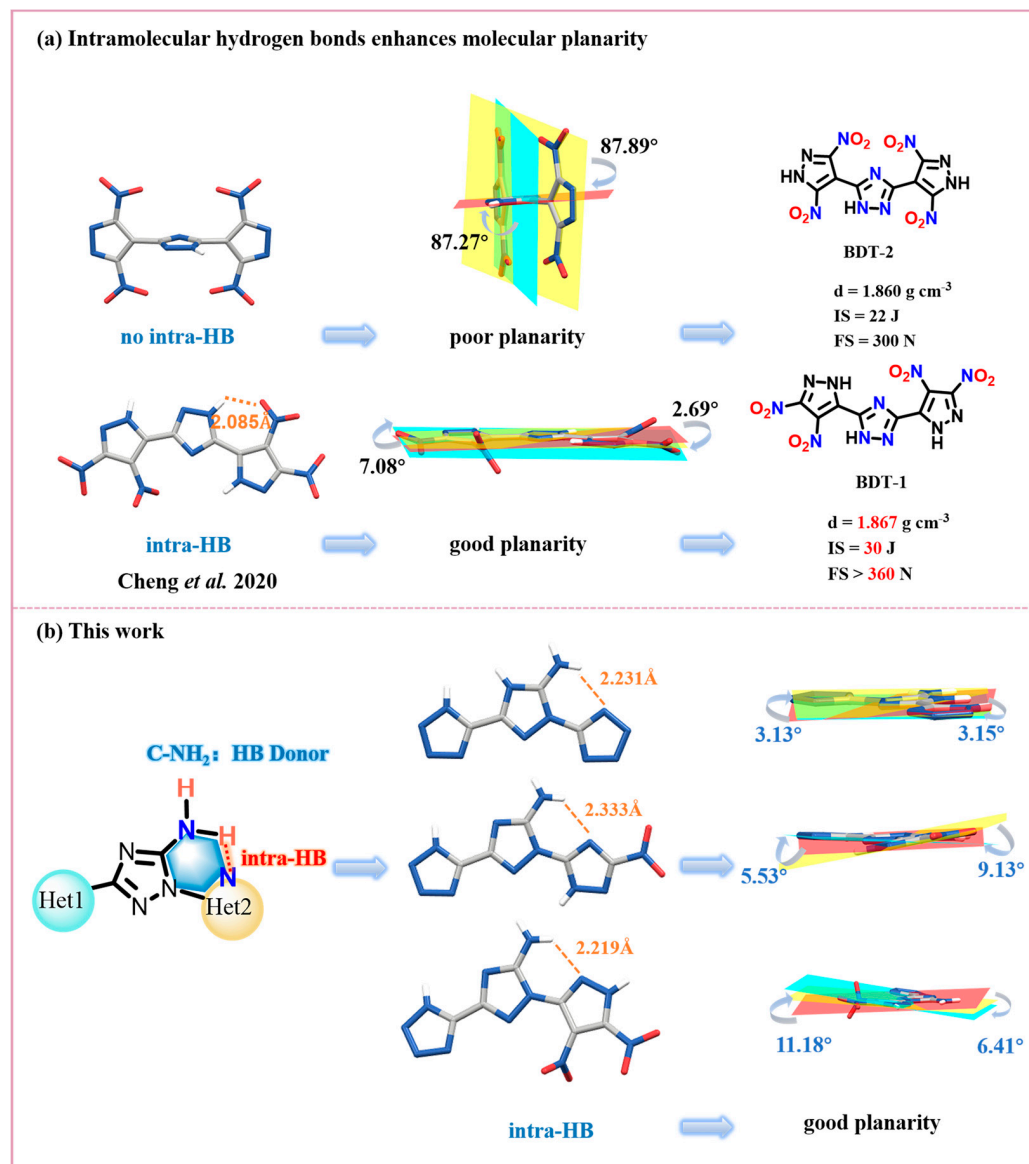 (a) Intramolecular hydrogen bonds enhances molecular planarity
87.89°
87.27°
NO₂
O₂N
N
N
NH
N
N
HN
N
N
NH
O₂N
NO₂
BDT-2
d = 1.860 g cm⁻³
IS = 22 J
FS = 300 N
no intra-HB
poor planarity
2.085Å
7.08°
2.69°
N
NH
O₂N
NO₂
O₂N
N
N
HN
N
N
N
H
O₂N
NO₂
BDT-1
d = 1.867 g cm⁻³
IS = 30 J
FS > 360 N
intra-HB
good planarity
Cheng et al. 2020
(b) This work
C-NH₂: HB Donor
H
N
H
intra-HB
N
N
N
N
Het1
Het2
2.231Å
3.13°
3.15°
2.333Å
5.53°
9.13°
2.219Å
11.18°
6.41°
intra-HB
good planarity